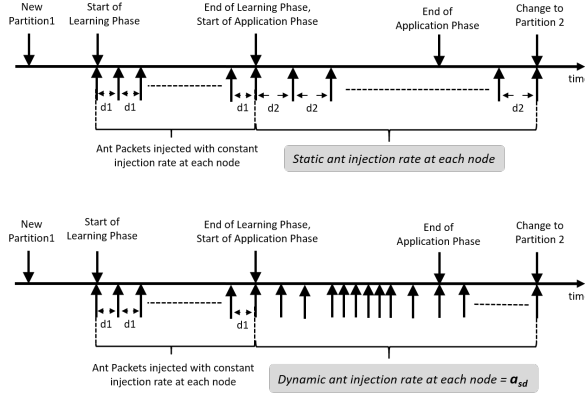 New
Partition1
Start of
Learning Phase
End of Learning Phase,
Start of Application Phase
End of
Application Phase
Change to
Partition 2
time
d1 d1 d1 d2 d2 d2
Ant Packets injected with constant
injection rate at each node
Static ant injection rate at each node
New
Partition1
Start of
Learning Phase
End of Learning Phase,
Start of Application Phase
End of
Application Phase
Change to
Partition 2
time
d1 d1 d1
Ant Packets injected with constant
injection rate at each node
Dynamic ant injection rate at each node = a_sd